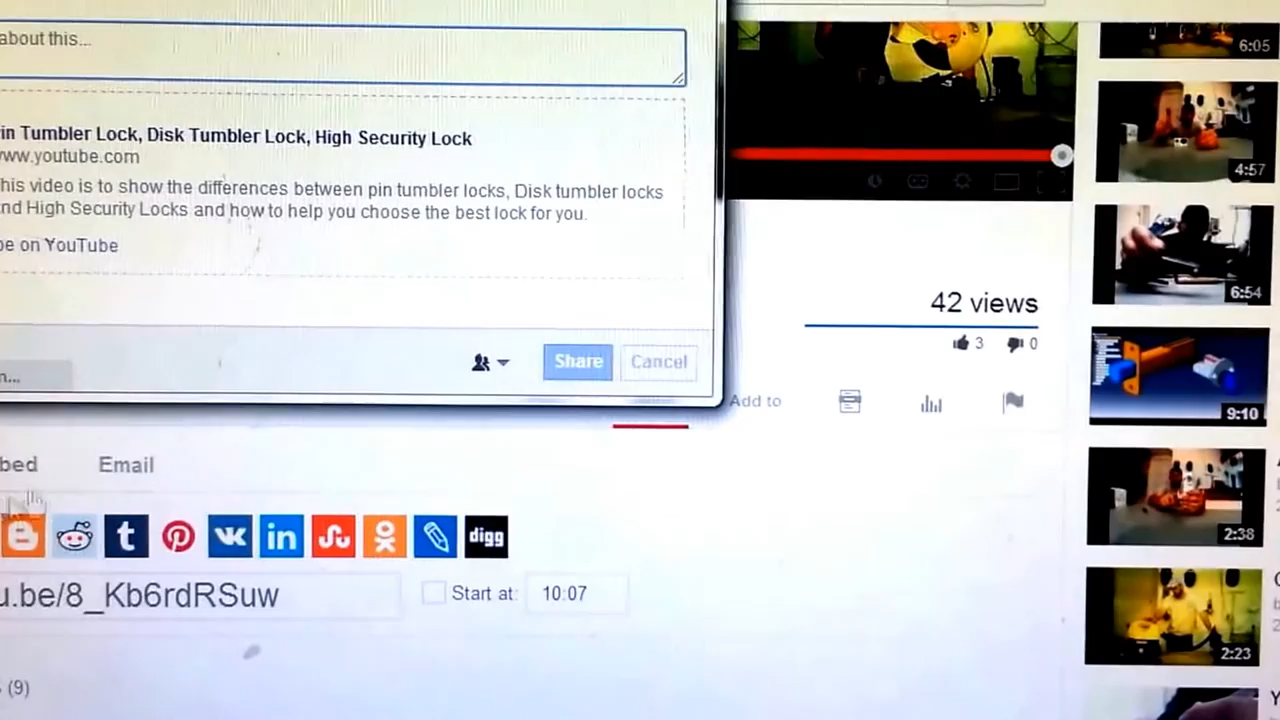 about this...
in Tumbler Lock, Disk Tumbler Lock, High Security Lock
www.youtube.com
his video is to show the differences between pin tumbler locks, Disk tumbler locks
nd High Security Locks and how to help you choose the best lock for you.
be on YouTube
n...
Share
Cancel
6:05
4:57
6:54
9:10
2:38
2:23
42 views
3
0
Add to
bed
Email
t
in
digg
u.be/8_Kb6rdRSuw
Start at:
10:07
(9)